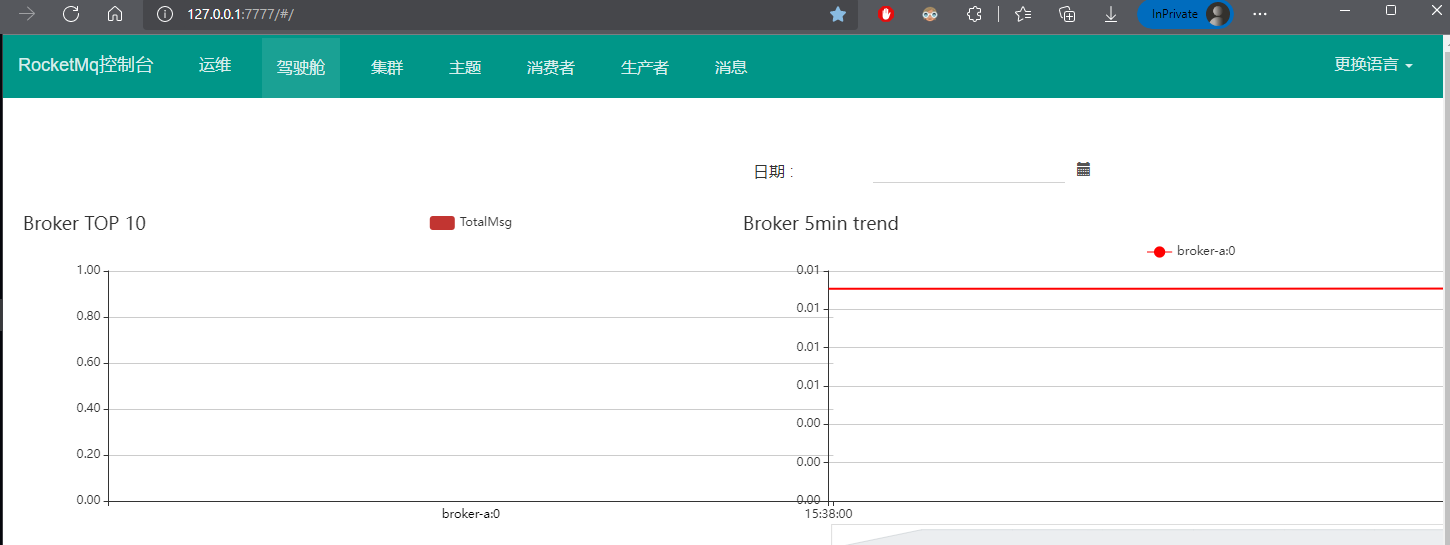 127.0.0.1:7777/#/
InPrivate
RocketMq控制台 运维 驾驶舱 集群 主题 消费者 生产者 消息 更换语言
日期 :
Broker TOP 10
TotalMsg
1.00
0.80
0.60
0.40
0.20
0.00
broker-a:0
Broker 5min trend
broker-a:0
0.01
0.01
0.01
0.01
0.00
0.00
0.00
15:38:00